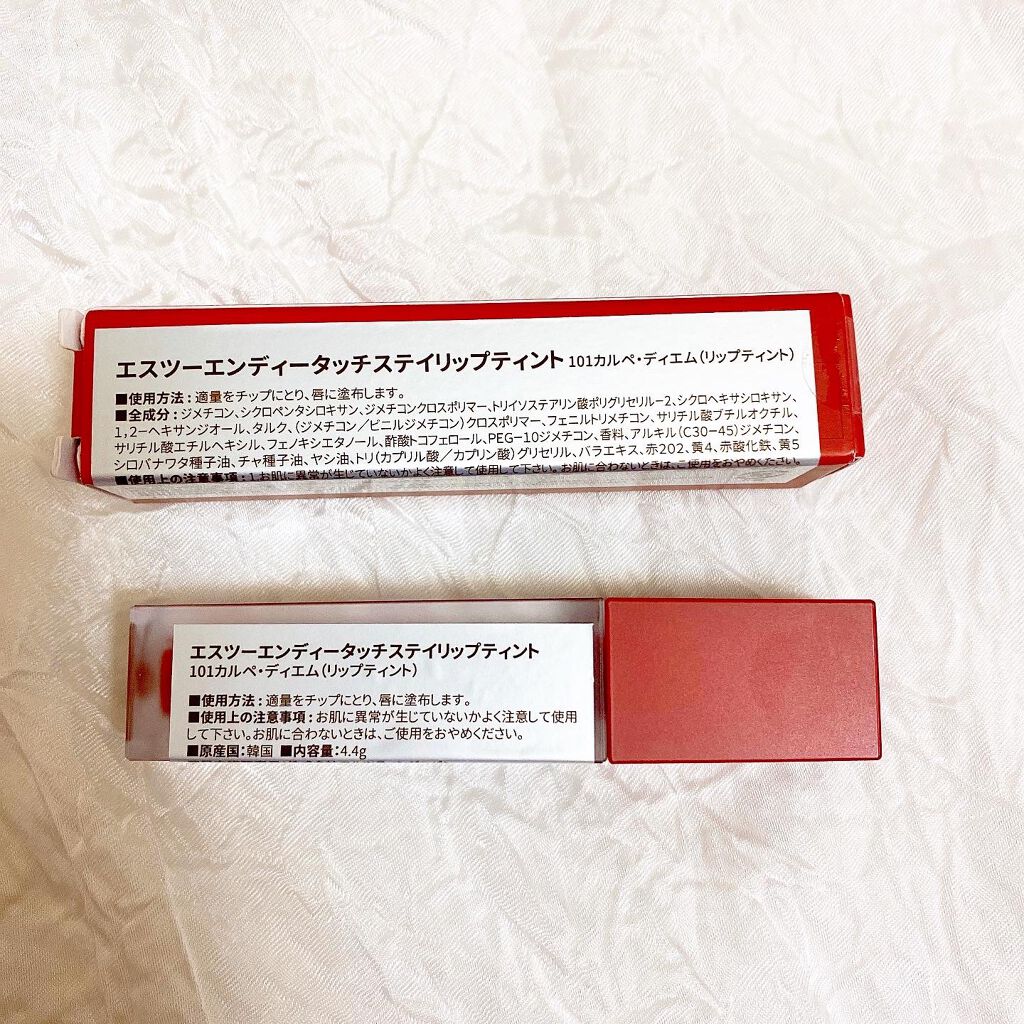 エスツーエンディータッチステイリップティント 101カルペ・ディエム(リップティント)
■使用方法:適量をチップにとり、唇に塗布します。
■全成分:ジメチコン、シクロペンタシロキサン、ジメチコンクロスポリマー、トリイソステアリン酸ポリグリセリル-2、シクロヘキサシロキサン、
1,2-ヘキサンジオール、タルク、(ジメチコン/ビニルジメチコン)クロスポリマー、フェニルトリメチコン、サリチル酸ブチルオクチル、
サリチル酸エチルヘキシル、フェノキシエタノール、酢酸トコフェロール、PEG-10ジメチコン、香料、アルキル(C30-45)ジメチコン、
シロバナワタ種子油、チャ種子油、ヤシ油、トリ(カプリル酸/カプリン酸)グリセリル、バラエキス、赤202、黄4、赤酸化鉄、黄5
■使用上の注意事項:1.お肌に異常が生じていないかよく注意して使用して下さい。お肌に合わないときは、ご使用をおやめください。
エスツーエンディータッチステイリップティント
101カルペ・ディエム(リップティント)
■使用方法:適量をチップにとり、唇に塗布します。
■使用上の注意事項:お肌に異常が生じていないかよく注意して使用
して下さい。お肌に合わないときは、ご使用をおやめください。
■原産国:韓国 ■内容量:4.4g